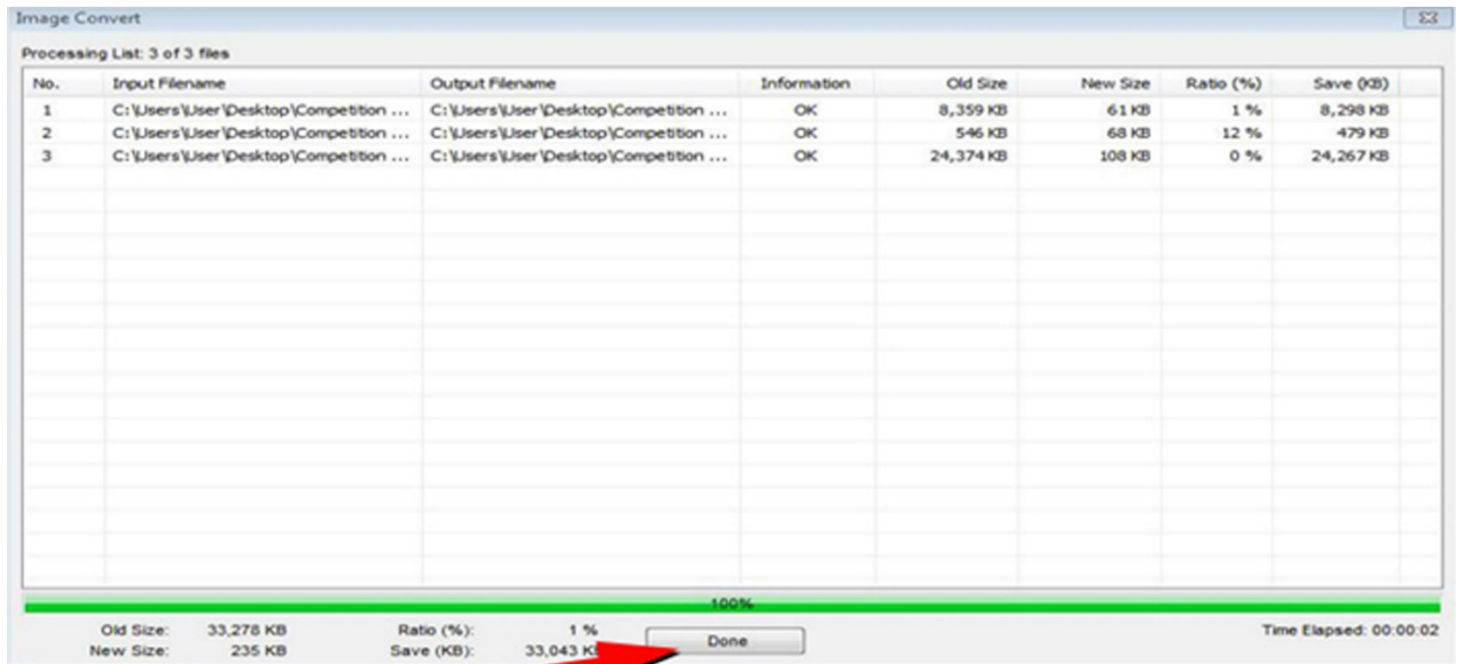 Image Convert
Processing List: 3 of 3 files
No. Input Filename Output Filename Information Old Size New Size Ratio (%) Save (KB)
1 C:\Users\User\Desktop\Competition ... C:\Users\User\Desktop\Competition ... OK 8,359 KB 61 KB 1 % 8,298 KB
2 C:\Users\User\Desktop\Competition ... C:\Users\User\Desktop\Competition ... OK 546 KB 68 KB 12 % 479 KB
3 C:\Users\User\Desktop\Competition ... C:\Users\User\Desktop\Competition ... OK 24,374 KB 108 KB 0 % 24,267 KB
100%
Old Size: 33,278 KB Ratio (%): 1 % Done Time Elapsed: 00:00:02
New Size: 235 KB Save (KB): 33,043 K